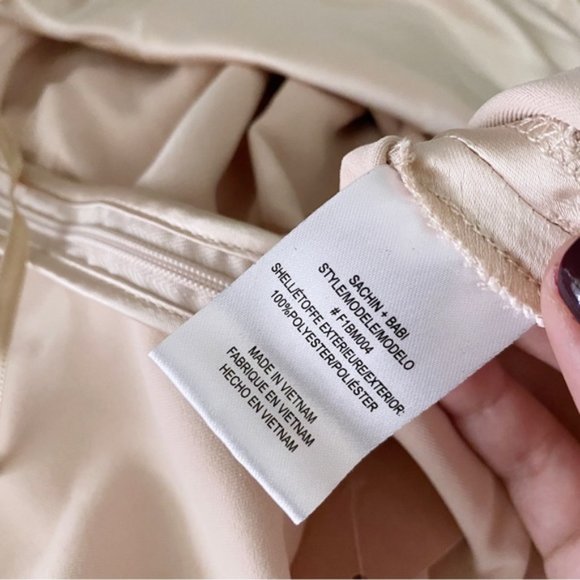 SACHIN + BABI
STYLE/MODELE/MODELO
# F1BM004
SHELL/ÉTOFFE EXTÉRIEURE/EXTERIOR:
100%POLYESTER/POLIÉSTER
MADE IN VIETNAM
FABRIQUE EN VIETNAM
HECHO EN VIETNAM